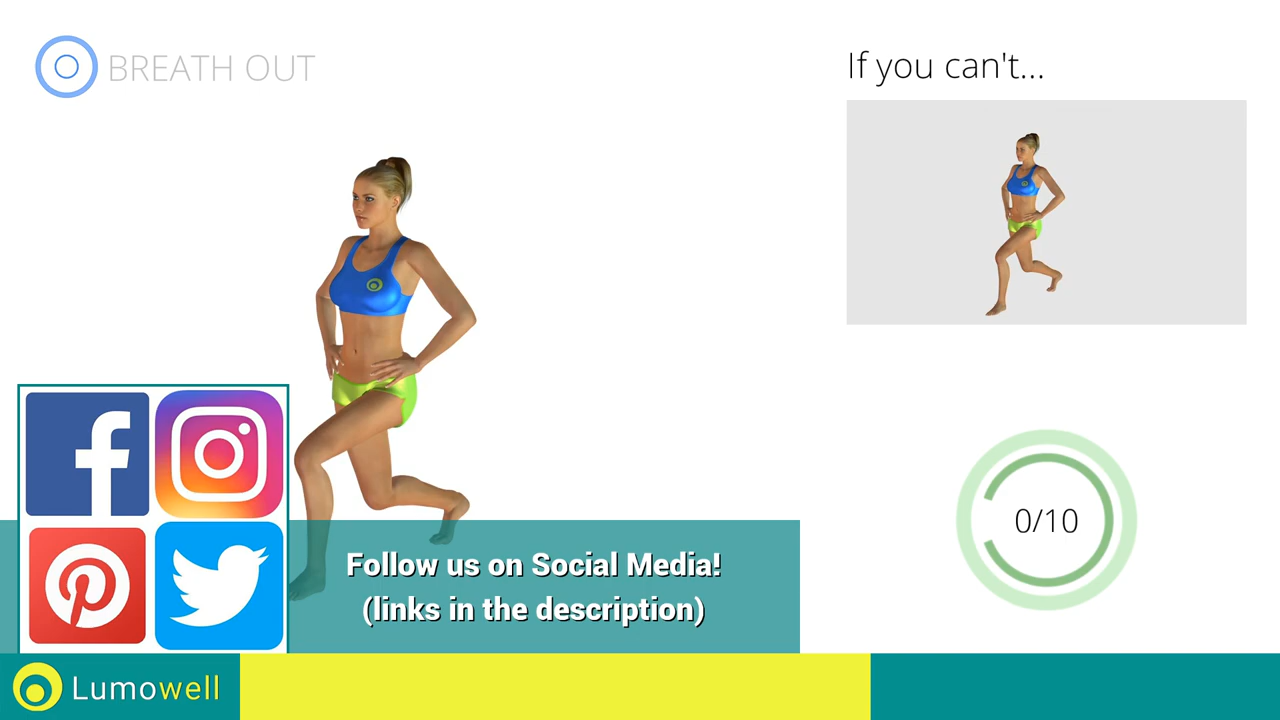 BREATH OUT
If you can't...
0/10
Follow us on Social Media!
(links in the description)
Lumowell